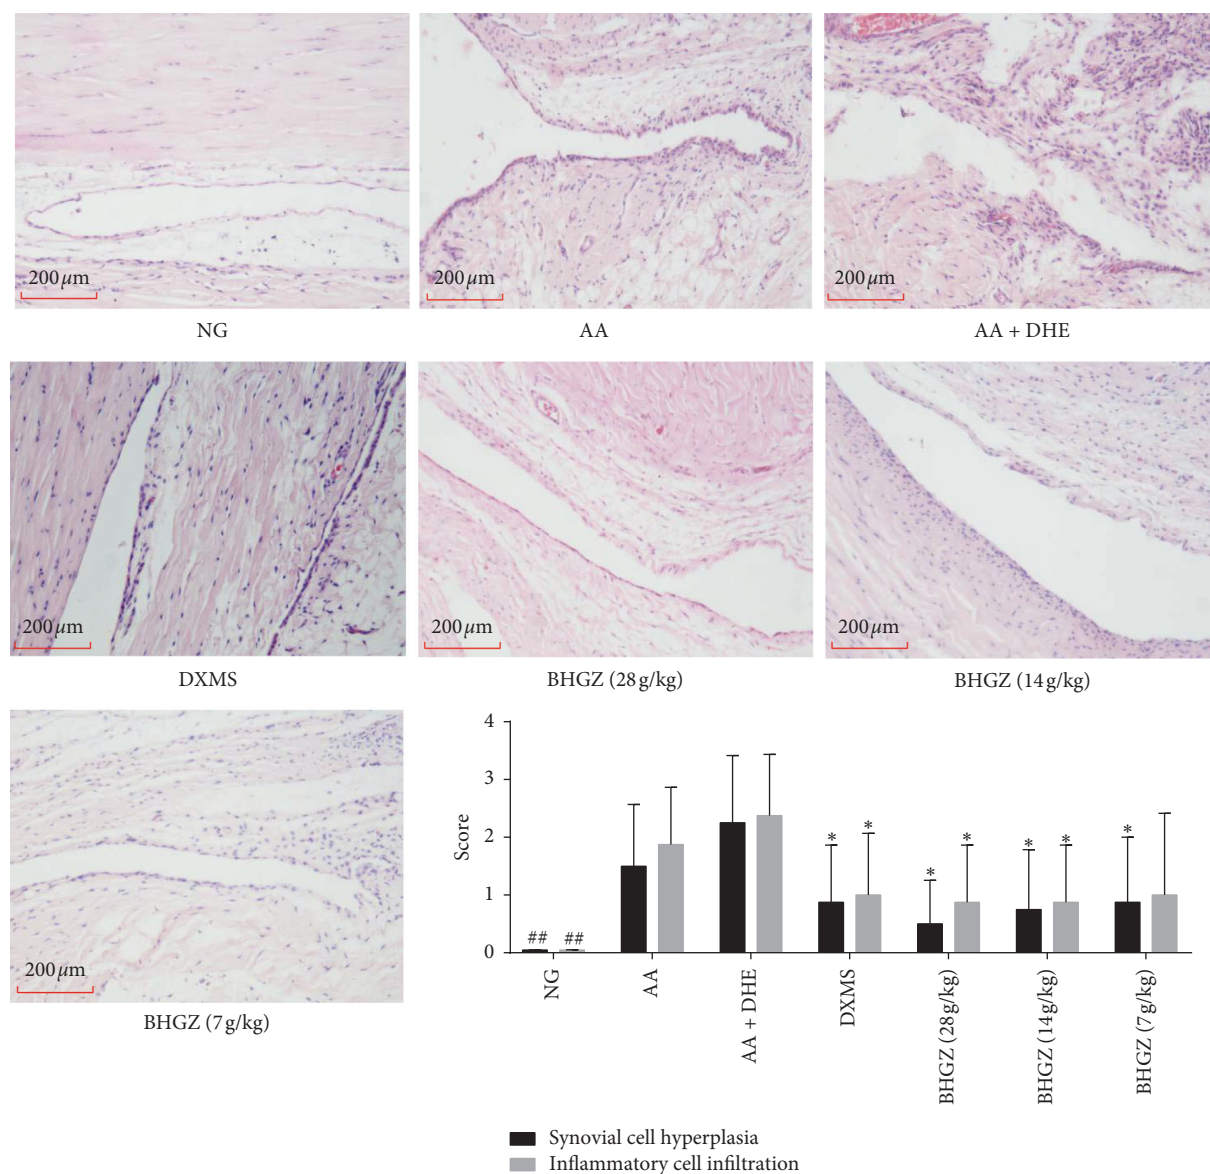 200 µm
200 µm
200 µm
NG
AA
AA + DHE
200 µm
200 µm
200 µm
DXMS
BHGZ (28 g/kg)
BHGZ (14 g/kg)
200 µm
BHGZ (7 g/kg)
4
3
2
1
0
Score
##
##
*
*
*
*
*
*
*
NG
AA
AA + DHE
DXMS
BHGZ (28g/kg)
BHGZ (14g/kg)
BHGZ (7 g/kg)
Synovial cell hyperplasia
Inflammatory cell infiltration